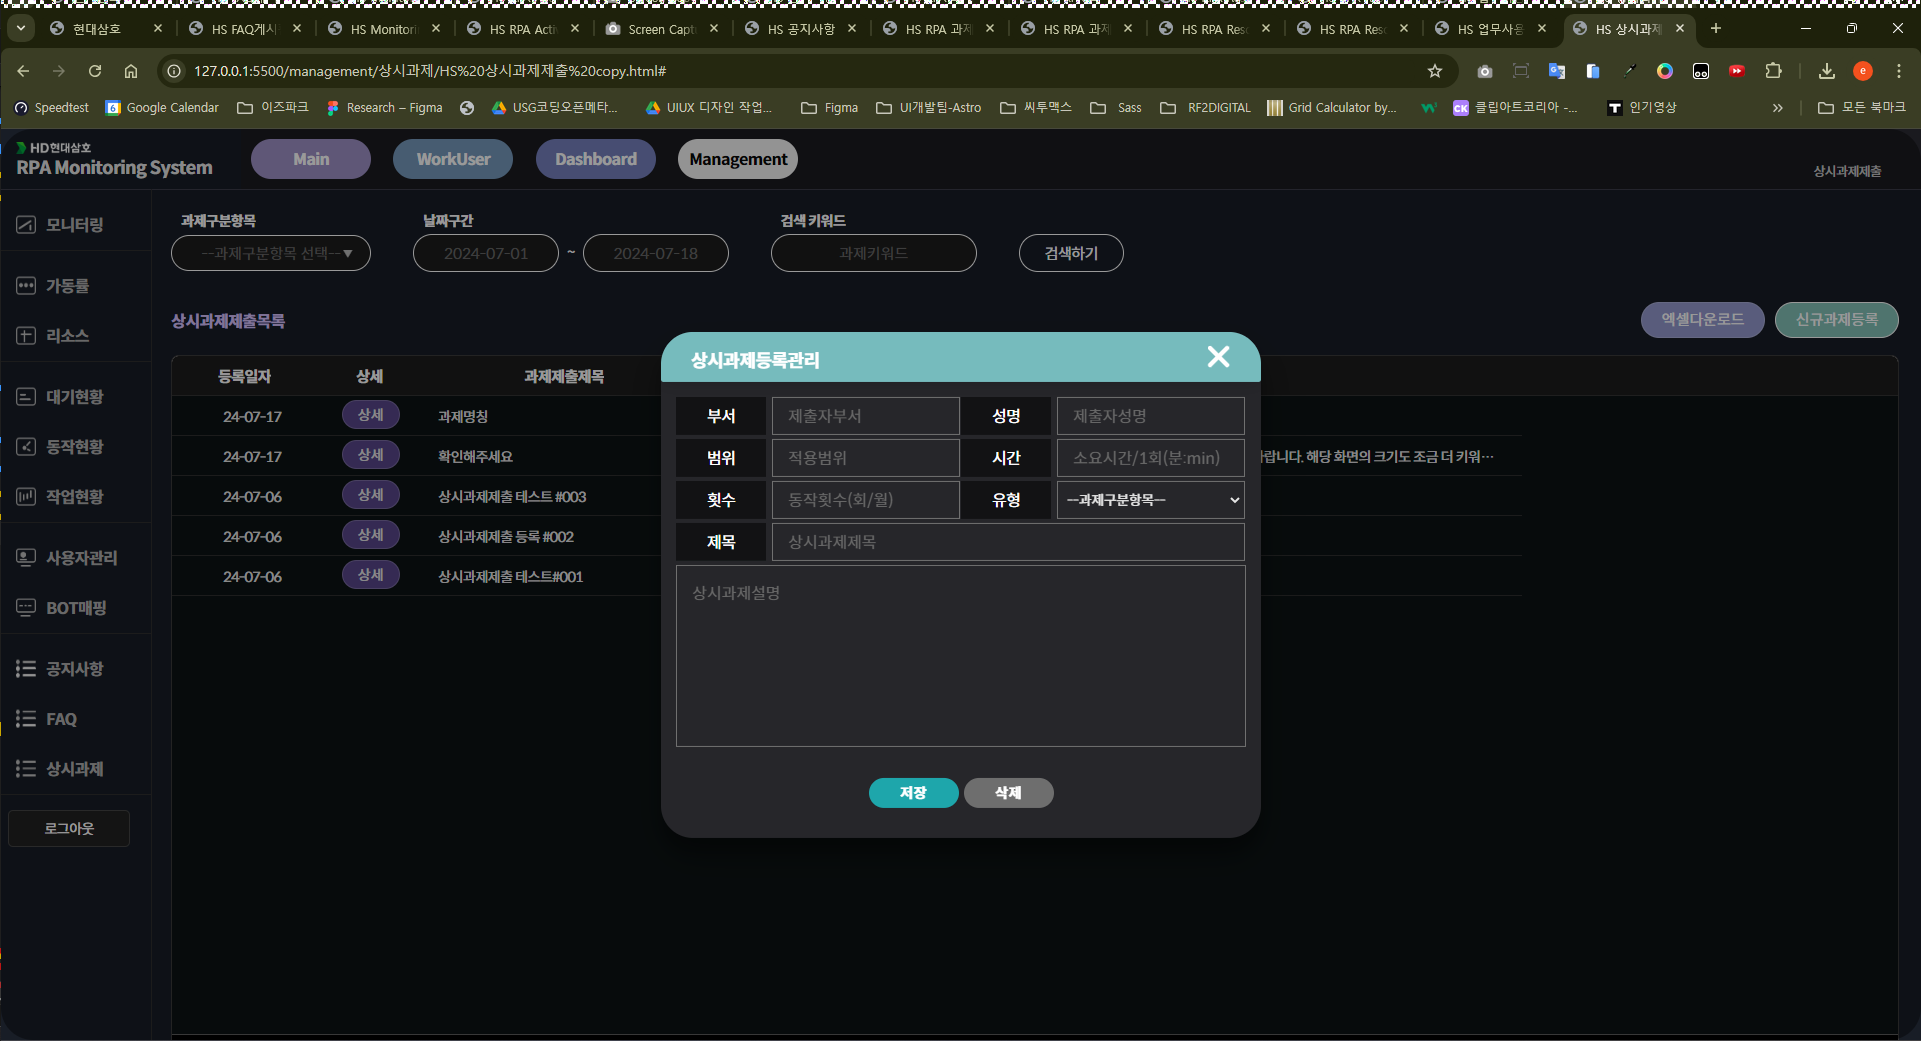 현대삼호
HS FAQ게시
HS Monitori
HS RPA Acti
Screen Capt
HS 공지사항
HS RPA 과제
HS RPA 과제
HS RPA Res
HS RPA Res
HS 업무사용
HS 상시과제
127.0.0.1:5500/management/상시과제/HS%20상시과제제출%20copy.html#
e
Speedtest
Google Calendar
이즈파크
Research – Figma
USG코딩오픈메타...
UIUX 디자인 작업...
Figma
UI개발팀-Astro
씨투맥스
Sass
RF2DIGITAL
Grid Calculator by...
클립아트코리아 -...
인기영상
모든 북마크
HD현대삼호
RPA Monitoring System
Main
WorkUser
Dashboard
Management
상시과제제출
모니터링
가동률
리소스
대기현황
동작현황
작업현황
사용자관리
BOT매핑
공지사항
FAQ
상시과제
로그아웃
과제구분항목
날짜구간
검색 키워드
--과제구분항목 선택--▼
2024-07-01
~
2024-07-18
과제키워드
검색하기
상시과제제출목록
엑셀다운로드
신규과제등록
등록일자 상세 과제제출제목
24-07-17 상세 과제명칭
24-07-17 상세 확인해주세요
랍니다. 해당 화면의 크기도 조금 더 키워…
24-07-06 상세 상시과제제출 테스트 #003
24-07-06 상세 상시과제제출 등록 #002
24-07-06 상세 상시과제제출 테스트#001
상시과제등록관리
부서 제출자부서 성명 제출자성명
범위 적용범위 시간 소요시간/1회(분:min)
횟수 동작횟수(회/월) 유형 --과제구분항목--
제목 상시과제제목
상시과제설명
저장
삭제